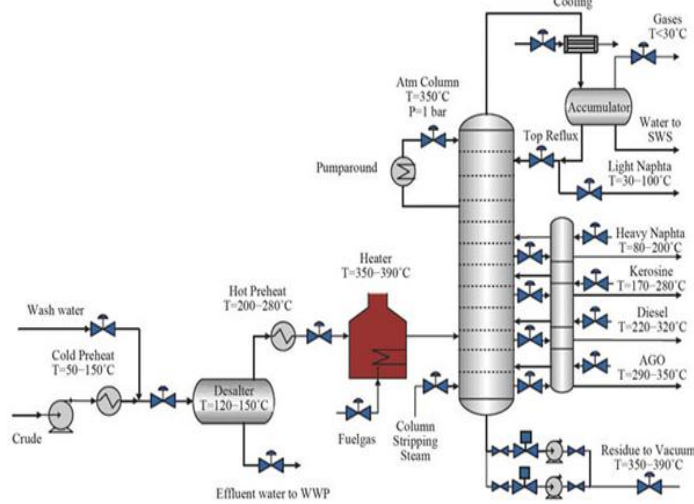 Cooling
Gases
T<30°C
Atm Column
T=350°C
P=1 bar
Accumulator
Water to
SWS
Top Reflux
Pumparound
Light Naphta
T=30–100°C
Heavy Naphta
T=80–200°C
Heater
T=350–390°C
Kerosine
T=170–280°C
Hot Preheat
T=200–280°C
Wash water
Diesel
T=220–320°C
Cold Preheat
T=50–150°C
Desalter
T=120–150°C
AGO
T=290–350°C
Crude
Fuelgas
Column
Stripping
Steam
Residue to Vacuum
T=350–390°C
Effluent water to WWP